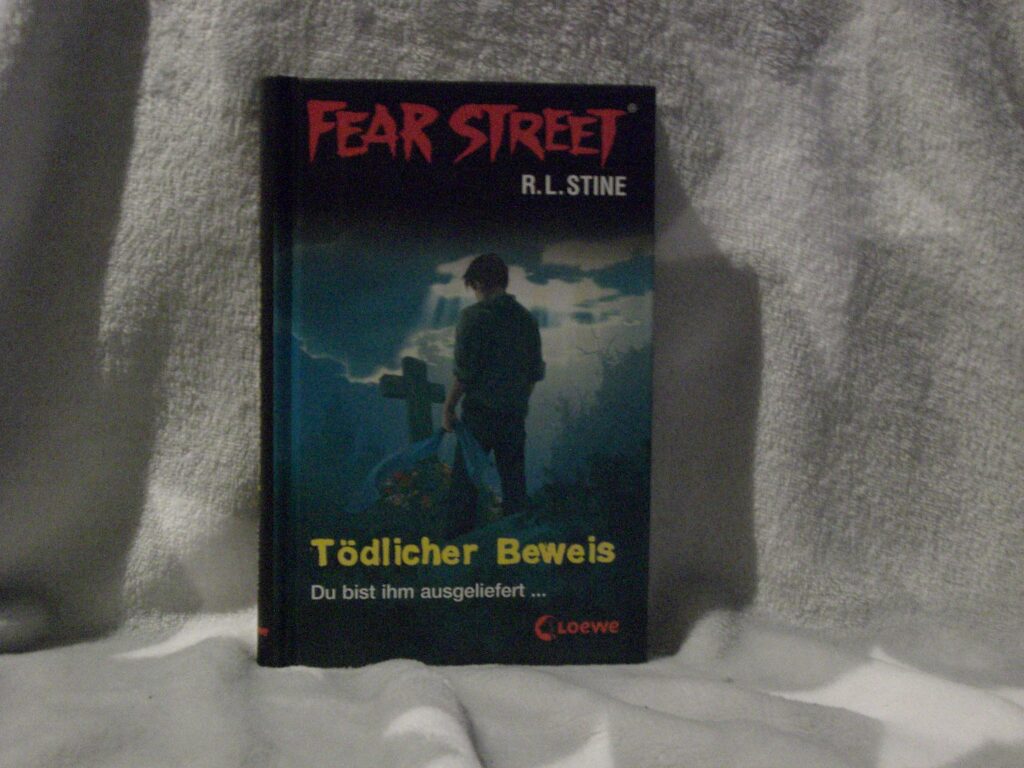 FEAR STREET®
R.L. STINE
Tödlicher Beweis
Du bist ihm ausgeliefert ...
Loewe